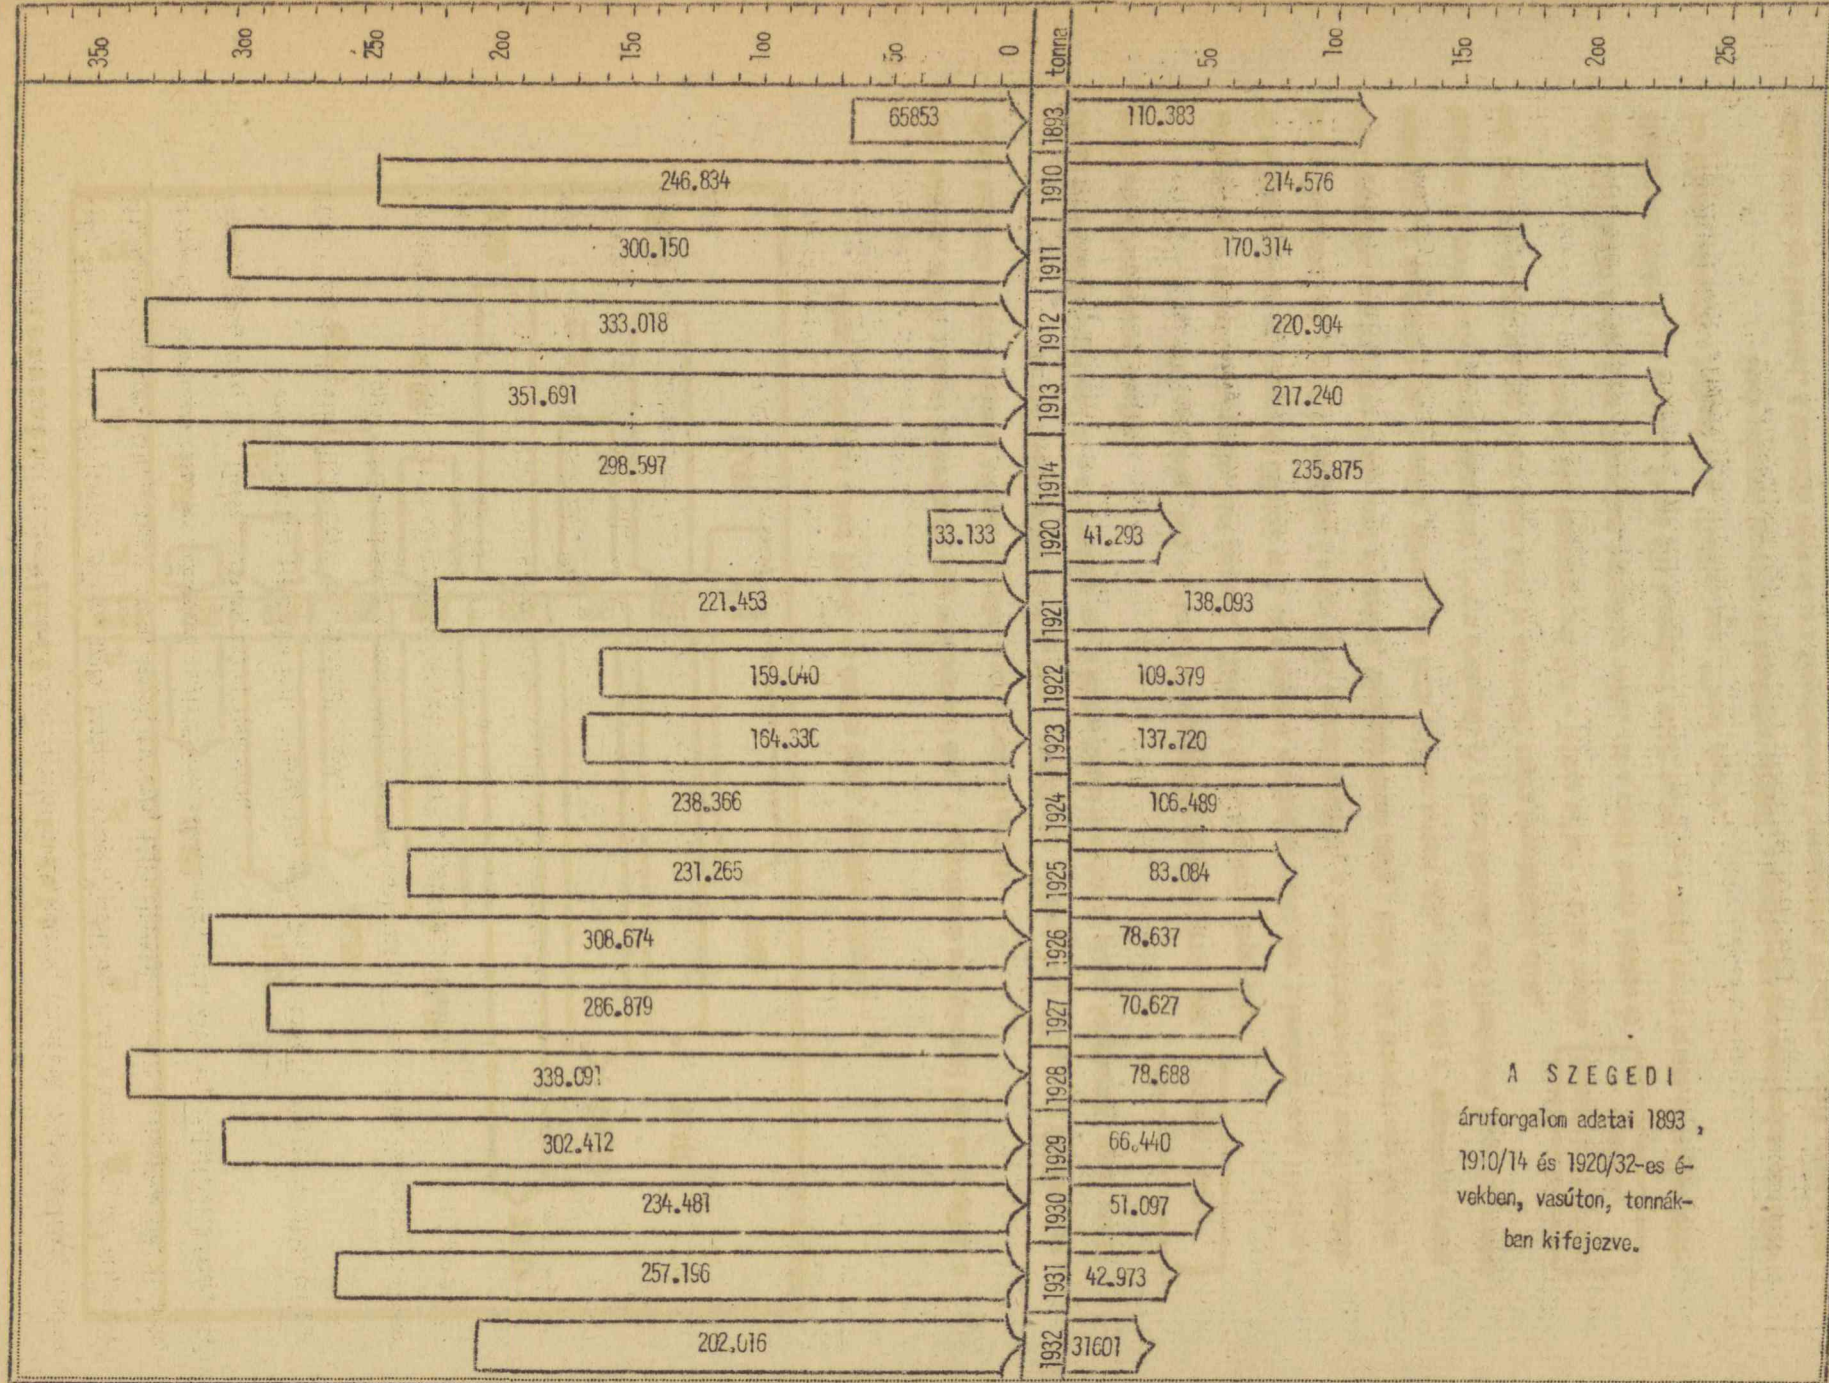 350 300 250 200 150 100 50 0 tonna 50 100 150 200 250
65853 1893 110.383
246.834 1910 214.576
300.150 1911 170.314
333.018 1912 220.904
351.691 1913 217.240
298.597 1914 235.875
33.133 1920 41.293
221.453 1921 138.093
159.040 1922 109.379
164.330 1923 137.720
238.366 1924 106.489
231.265 1925 83.084
308.674 1926 78.637
286.879 1927 70.627
338.091 1928 78.688
302.412 1929 66.440
234.481 1930 51.097
257.196 1931 42.973
202.016 1932 31601
A SZEGEDI
áruforgalom adatai 1893 ,
1910/14 és 1920/32-es é-
vekben, vasúton, tonnák-
ban kifejezve.